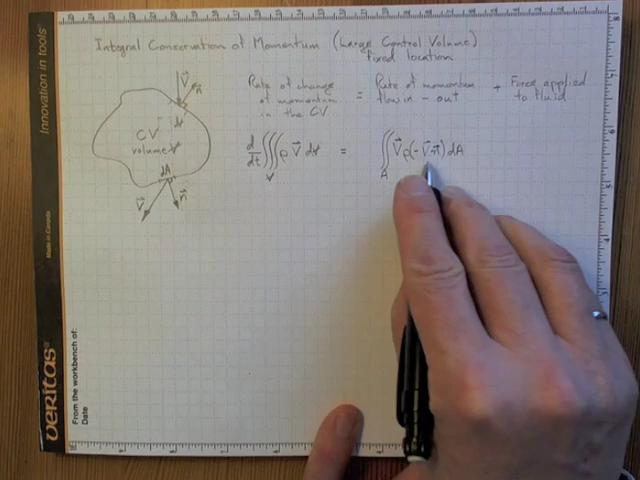 Integral Conservation of Momentum (Large Control Volume)
fixed location
Rate of change
of momentum
in the CV
=
Rate of momentum
flow in - out
+ Force applied
to fluid
CV
volume V
dA
V⃗
n⃗
d/dt ∭ ρ V⃗ dV = ∬ V⃗ρ(-V⃗·n⃗) dA
V
A
dA
V⃗
n⃗
Innovation in tools
Made in Canada
veritas
From the workbench of:
Date